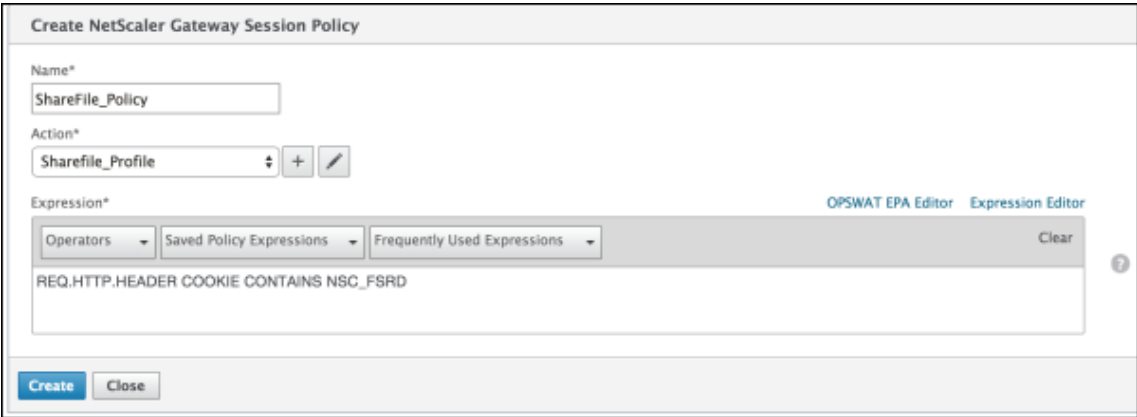 Create NetScaler Gateway Session Policy
Name*
ShareFile_Policy
Action*
Sharefile_Profile
+
Expression*
OPSWAT EPA Editor Expression Editor
Operators Saved Policy Expressions Frequently Used Expressions Clear
?
REQ.HTTP.HEADER COOKIE CONTAINS NSC_FSRD
Create Close